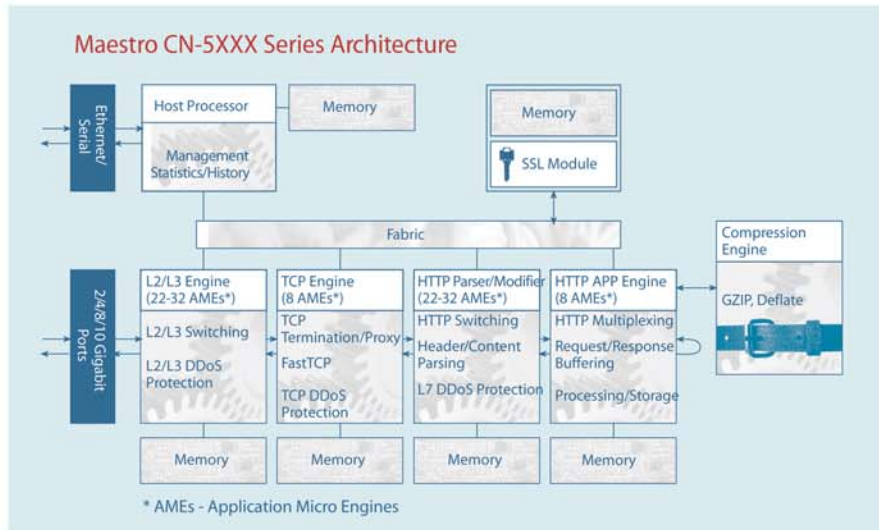 Maestro CN-5XXX Series Architecture
Ethernet/
Serial
Host Processor
Management
Statistics/History
Memory
Memory
SSL Module
Fabric
2/4/8/10 Gigabit
Ports
L2/L3 Engine
(22-32 AMEs*)
L2/L3 Switching
L2/L3 DDoS
Protection
TCP Engine
(8 AMEs*)
TCP
Termination/Proxy
FastTCP
TCP DDoS
Protection
HTTP Parser/Modifier
(22-32 AMEs*)
HTTP Switching
Header/Content
Parsing
L7 DDoS Protection
HTTP APP Engine
(8 AMEs*)
HTTP Multiplexing
Request/Response
Buffering
Processing/Storage
Compression
Engine
GZIP, Deflate
Memory
Memory
Memory
Memory
* AMEs - Application Micro Engines